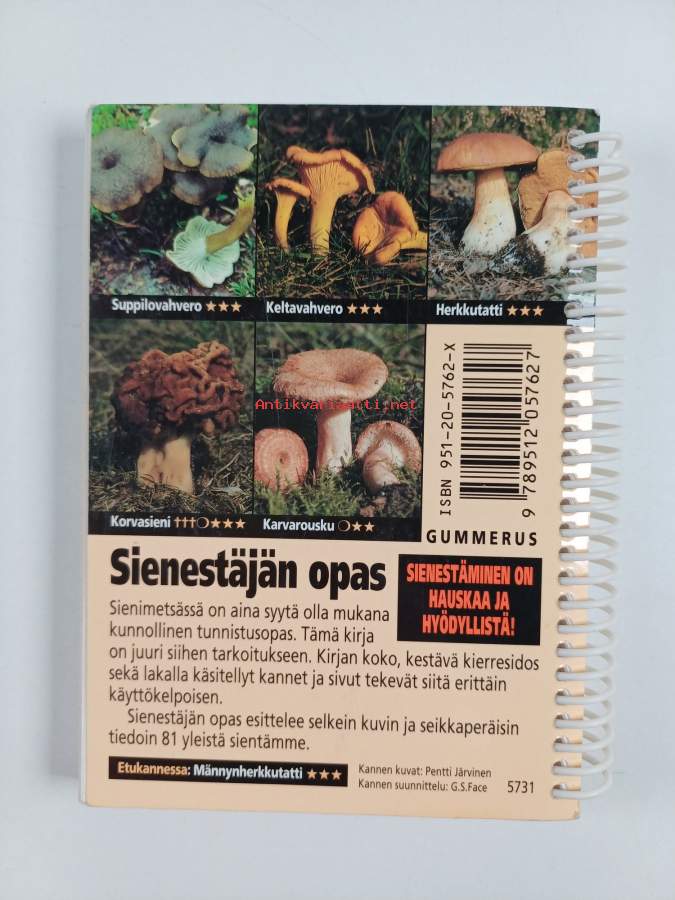 Suppilovahvero ★★★
Keltavahvero ★★★
Herkkutatti ★★★
Antikvariaatti.net
Korvasieni †††❍★★★
Karvarousku ❍★★
ISBN 951-20-5762-X
9 789512 057627
GUMMERUS
Sienestäjän opas
SIENESTÄMINEN ON
HAUSKAA JA
HYÖDYLLISTÄ!
Sienimetsässä on aina syytä olla mukana
kunnollinen tunnistusopas. Tämä kirja
on juuri siihen tarkoitukseen. Kirjan koko, kestävä kierresidos
sekä lakalla käsitellyt kannet ja sivut tekevät siitä erittäin
käyttökelpoisen.
Sienestäjän opas esittelee selkein kuvin ja seikkaperäisin
tiedoin 81 yleistä sientämme.
Etukannessa: Männynherkkutatti ★★★
Kannen kuvat: Pentti Järvinen
Kannen suunnittelu: G.S.Face
5731